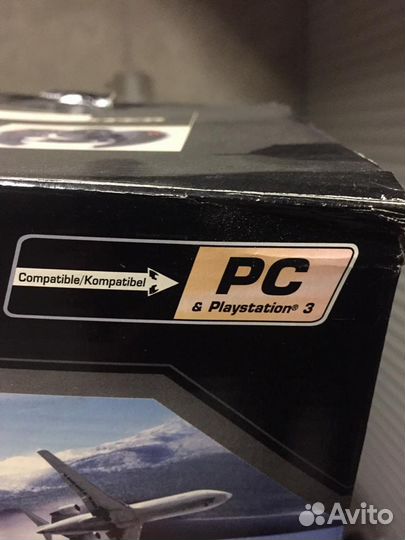 Compatible/Kompatibel
PC
& Playstation® 3
Avito